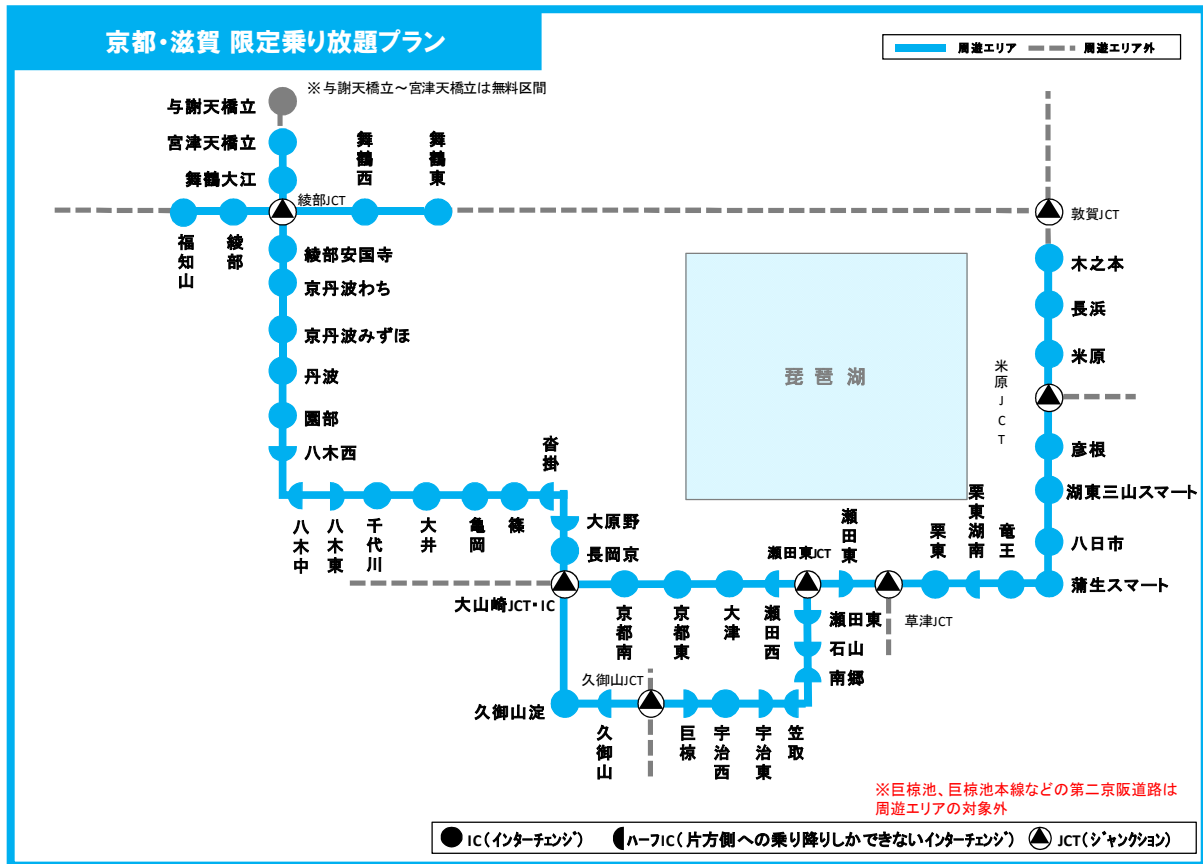 京都・滋賀 限定乗り放題プラン
周遊エリア
周遊エリア外
※与謝天橋立～宮津天橋立は無料区間
与謝天橋立
宮津天橋立
舞鶴大江
舞鶴西
舞鶴東
綾部JCT
敦賀JCT
福知山
綾部
綾部安国寺
京丹波わち
京丹波みずほ
丹波
園部
八木西
木之本
長浜
米原
米原JCT
琵琶湖
彦根
湖東三山スマート
八日市
蒲生スマート
沓掛
八木中
八木東
千代川
大井
亀岡
篠
大原野
長岡京
大山崎JCT・IC
京都南
京都東
大津
瀬田西
瀬田東JCT
瀬田東
栗東
栗東湖南
竜王
草津JCT
瀬田東
石山
南郷
久御山JCT
久御山淀
久御山
巨椋
宇治西
宇治東
笠取
※巨椋池、巨椋池本線などの第二京阪道路は
周遊エリアの対象外
IC(インターチェンジ)
ハーフIC(片方側への乗り降りしかできないインターチェンジ)
JCT(ジャンクション)